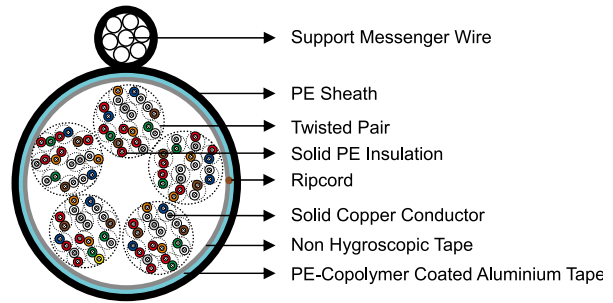 Support Messenger Wire
PE Sheath
Twisted Pair
Solid PE Insulation
Ripcord
Solid Copper Conductor
Non Hygroscopic Tape
PE-Copolymer Coated Aluminium Tape